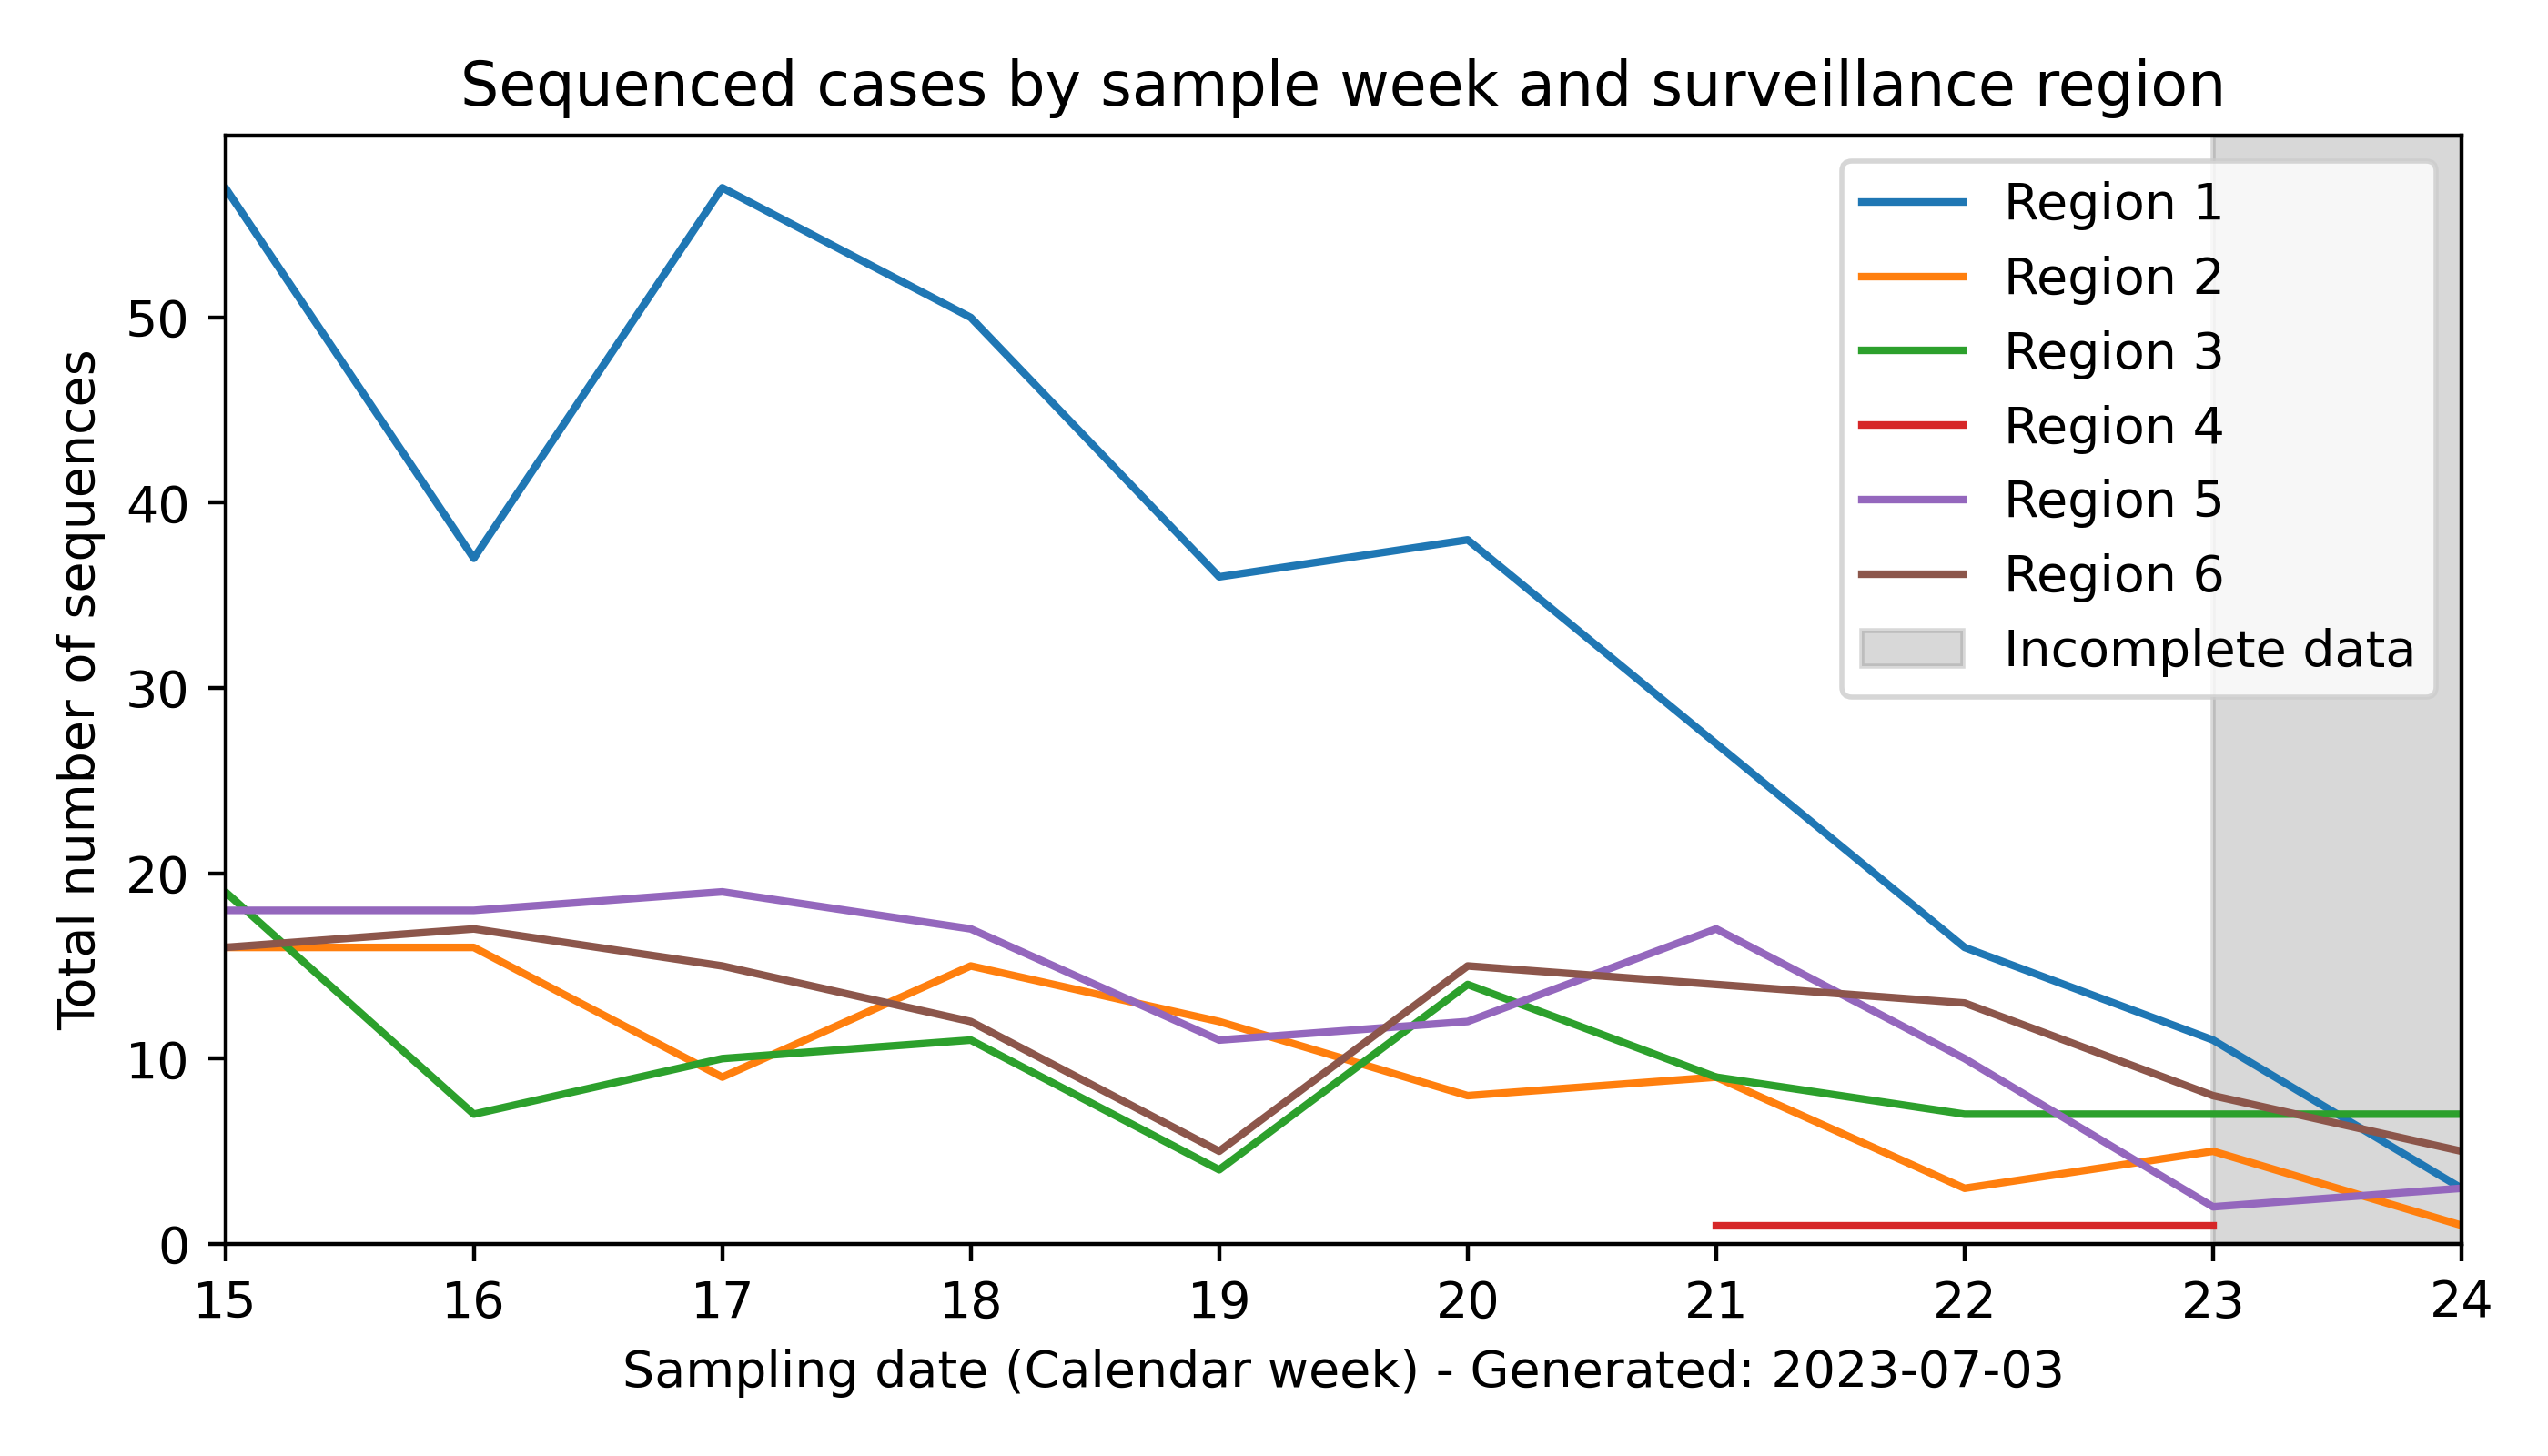 Sequenced cases by sample week and surveillance region
Total number of sequences
50
40
30
20
10
0
Region 1
Region 2
Region 3
Region 4
Region 5
Region 6
Incomplete data
15 16 17 18 19 20 21 22 23 24
Sampling date (Calendar week) - Generated: 2023-07-03